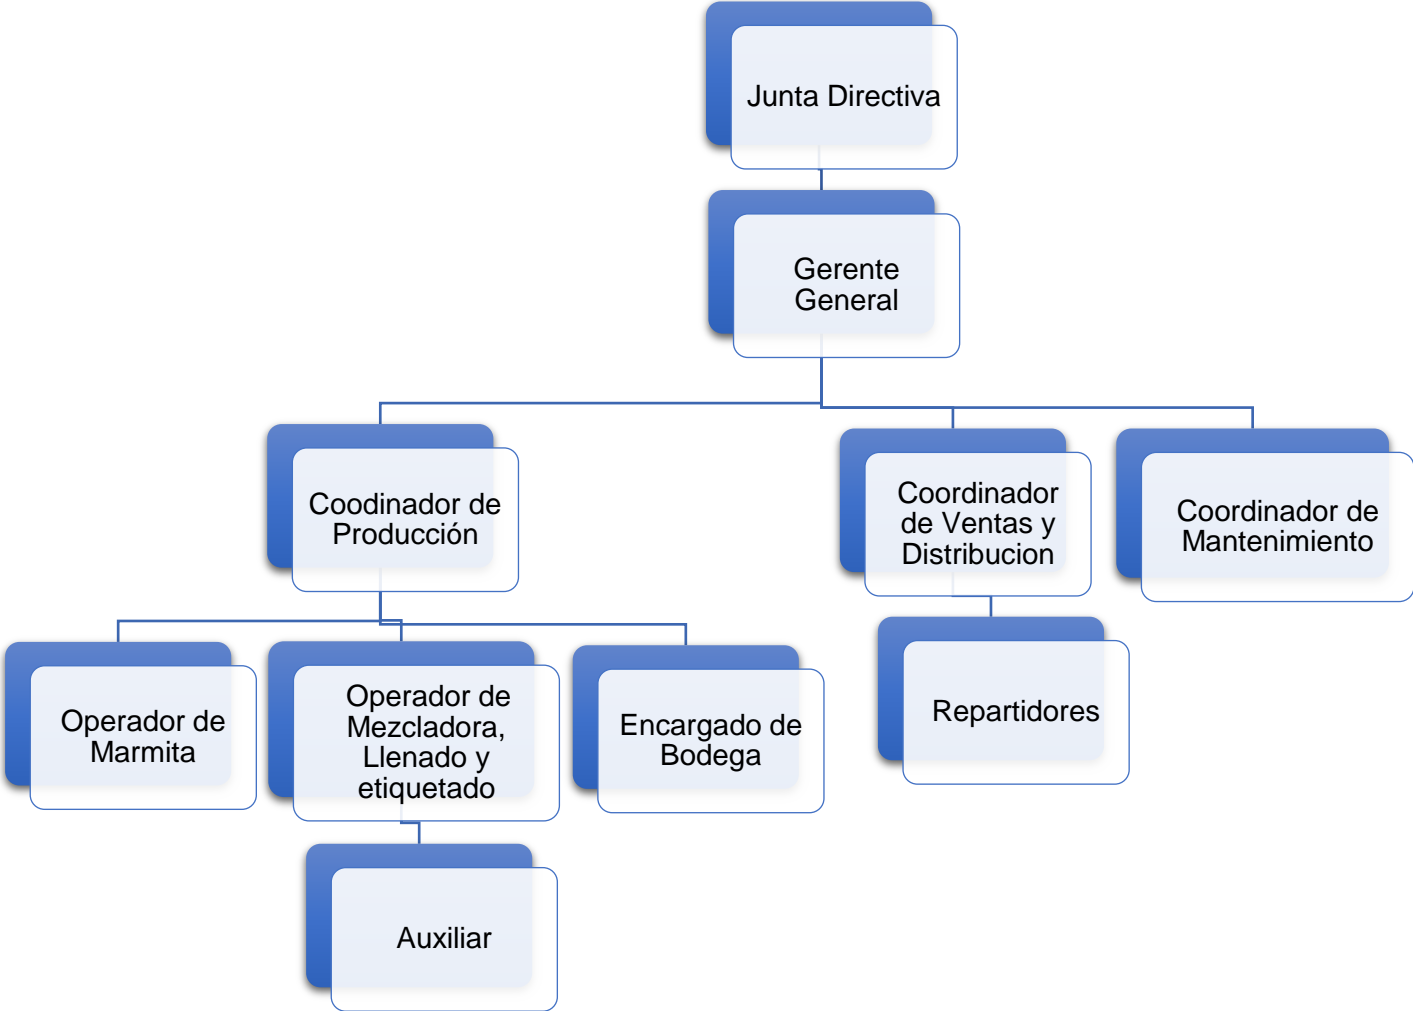 Junta Directiva
Gerente
General
Coodinador de
Producción
Coordinador
de Ventas y
Distribucion
Coordinador de
Mantenimiento
Operador de
Marmita
Operador de
Mezcladora,
Llenado y
etiquetado
Encargado de
Bodega
Repartidores
Auxiliar